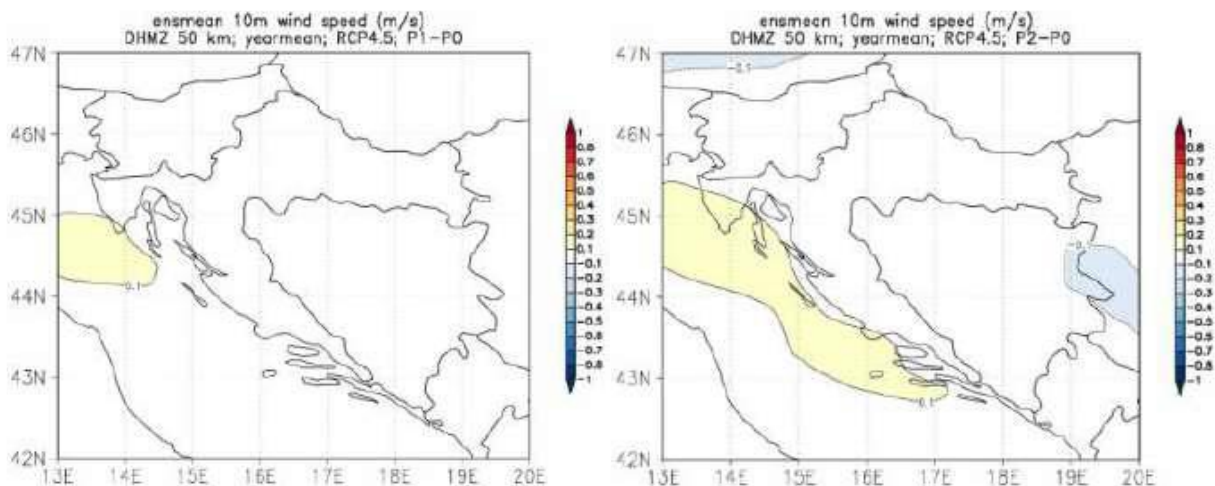 ensmean 10m wind speed (m/s)
DHMZ 50 km; yearmean; RCP4.5; P1-P0
47N
46N
45N
44N
43N
42N
13E 14E 15E 16E 17E 18E 19E 20E
0.1
1
0.8
0.7
0.6
0.5
0.4
0.3
0.2
0.1
-0.1
-0.2
-0.3
-0.4
-0.5
-0.6
-0.7
-0.8
-1
ensmean 10m wind speed (m/s)
DHMZ 50 km; yearmean; RCP4.5; P2-P0
47N
46N
45N
44N
43N
42N
13E 14E 15E 16E 17E 18E 19E 20E
-0.1
-0.1
0.1
1
0.8
0.7
0.6
0.5
0.4
0.3
0.2
0.1
-0.1
-0.2
-0.3
-0.4
-0.5
-0.6
-0.7
-0.8
-1